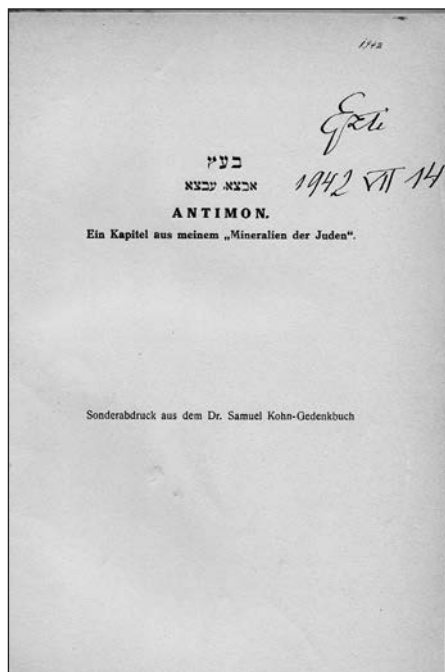 1942
1942 VII 14
בעץ
אבצא, עבצא
ANTIMON.
Ein Kapitel aus meinem „Mineralien der Juden“.
Sonderabdruck aus dem Dr. Samuel Kohn-Gedenkbuch